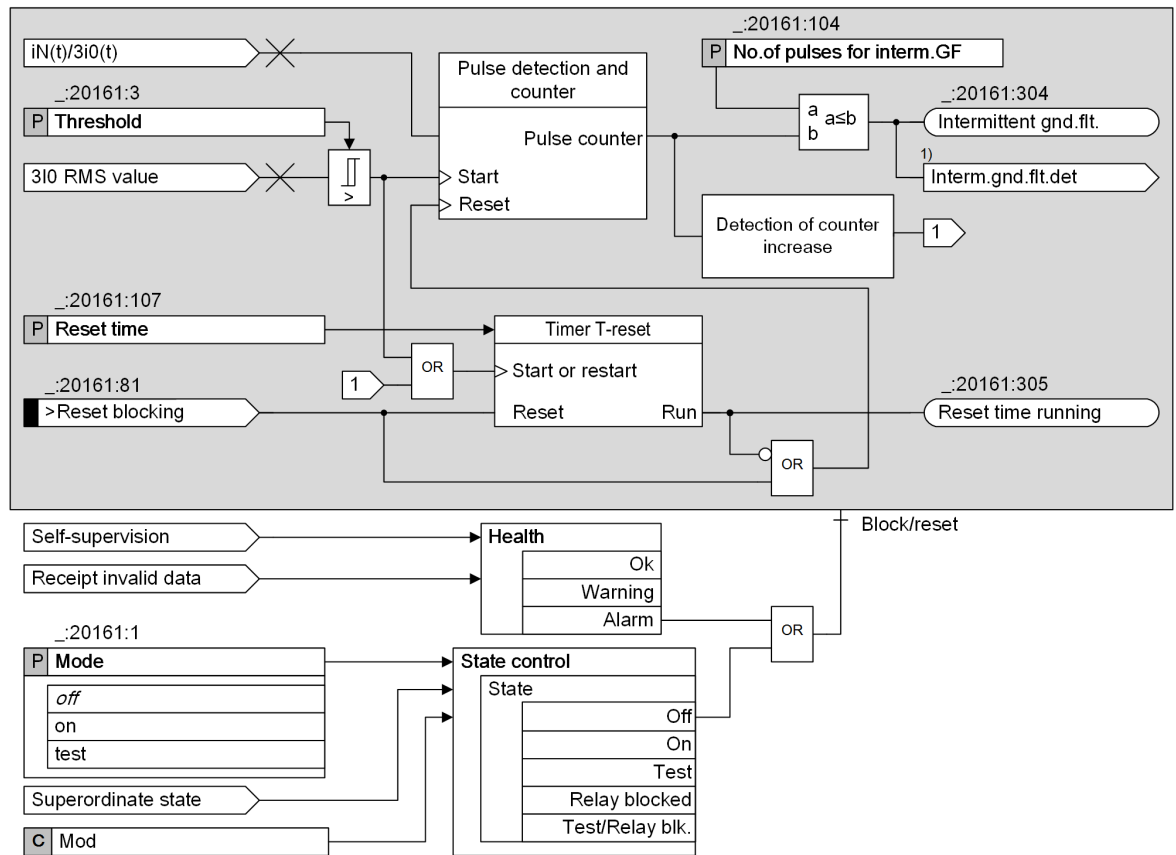 _:20161:104
iN(t)/3i0(t)
P No.of pulses for interm.GF
Pulse detection and
counter
_:20161:3
P Threshold
Pulse counter
a
b
a≤b
_:20161:304
Intermittent gnd.flt.
1)
Interm.gnd.flt.det
3I0 RMS value
>
Start
Reset
Detection of counter
increase
1
_:20161:107
P Reset time
Timer T-reset
OR
Start or restart
1
_:20161:81
>Reset blocking
Reset
Run
_:20161:305
Reset time running
OR
Self-supervision
Health
Block/reset
Receipt invalid data
Ok
Warning
Alarm
OR
_:20161:1
P Mode
off
on
test
State control
State
Off
On
Test
Relay blocked
Test/Relay blk.
Superordinate state
C Mod